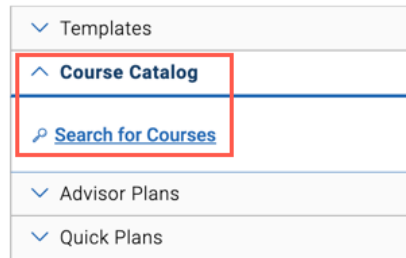 Templates
Course Catalog
Search for Courses
Advisor Plans
Quick Plans